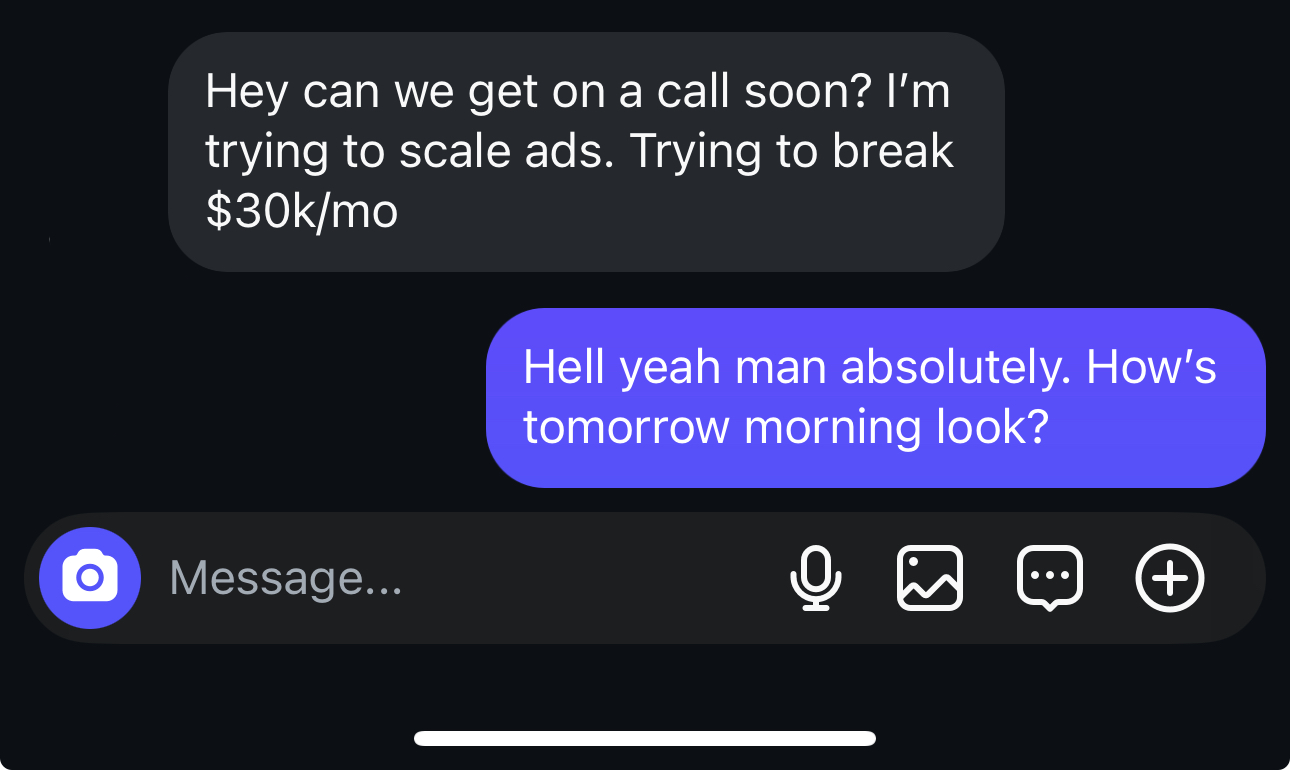 Hey can we get on a call soon? I’m
trying to scale ads. Trying to break
$30k/mo
Hell yeah man absolutely. How’s
tomorrow morning look?
Message...